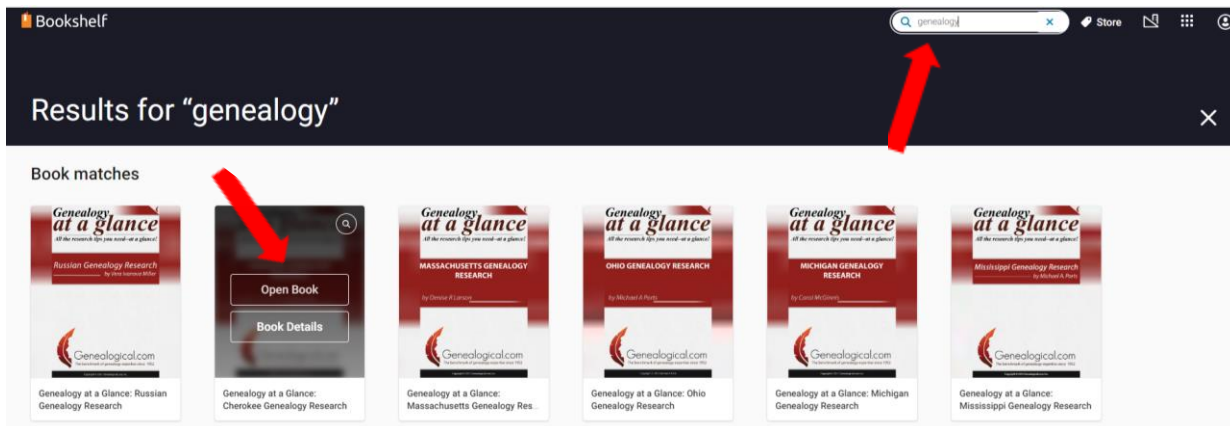 Bookshelf
genealogy
Store
Results for “genealogy”
Book matches
Genealogy
at a glance
All the research tips you need—at a glance!
Russian Genealogy Research
by Vera Ivanova Miller
Genealogical.com
Genealogy at a Glance: Russian
Genealogy Research
Open Book
Book Details
Genealogy at a Glance:
Cherokee Genealogy Research
Genealogy
at a glance
All the research tips you need—at a glance!
MASSACHUSETTS GENEALOGY
RESEARCH
by Denise R Larson
Genealogical.com
Genealogy at a Glance:
Massachusetts Genealogy Res...
Genealogy
at a glance
All the research tips you need—at a glance!
OHIO GENEALOGY RESEARCH
by Michael A Ports
Genealogical.com
Genealogy at a Glance: Ohio
Genealogy Research
Genealogy
at a glance
All the research tips you need—at a glance!
MICHIGAN GENEALOGY
RESEARCH
by Carol McGinnis
Genealogical.com
Genealogy at a Glance: Michigan
Genealogy Research
Genealogy
at a glance
All the research tips you need—at a glance!
Mississippi Genealogy Research
by Michael A. Ports
Genealogical.com
Genealogy at a Glance:
Mississippi Genealogy Research